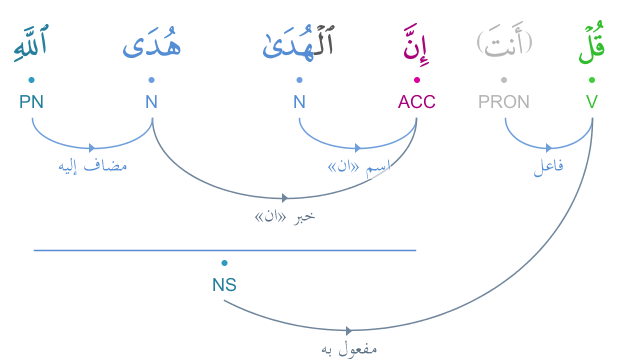 قُلْ (أَنتَ) إِنَّ ٱلْهُدَىٰ هُدَى ٱللَّهِ
V PRON ACC N N PN
فاعل اسم «ان» مضاف إليه
خبر «ان»
NS
مفعول به